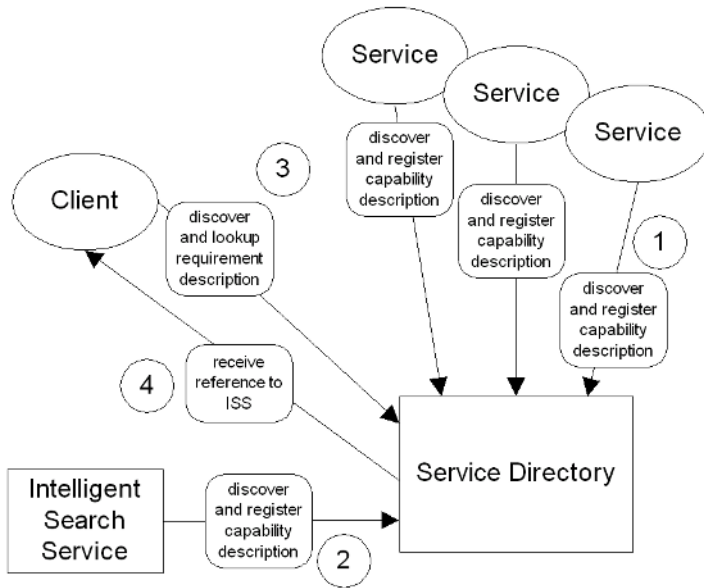 Service
Service
Service
discover
and register
capability
description
discover
and register
capability
description
discover
and register
capability
description
1
3
Client
discover
and lookup
requirement
description
4
receive
reference to
ISS
Service Directory
Intelligent
Search
Service
discover
and register
capability
description
2